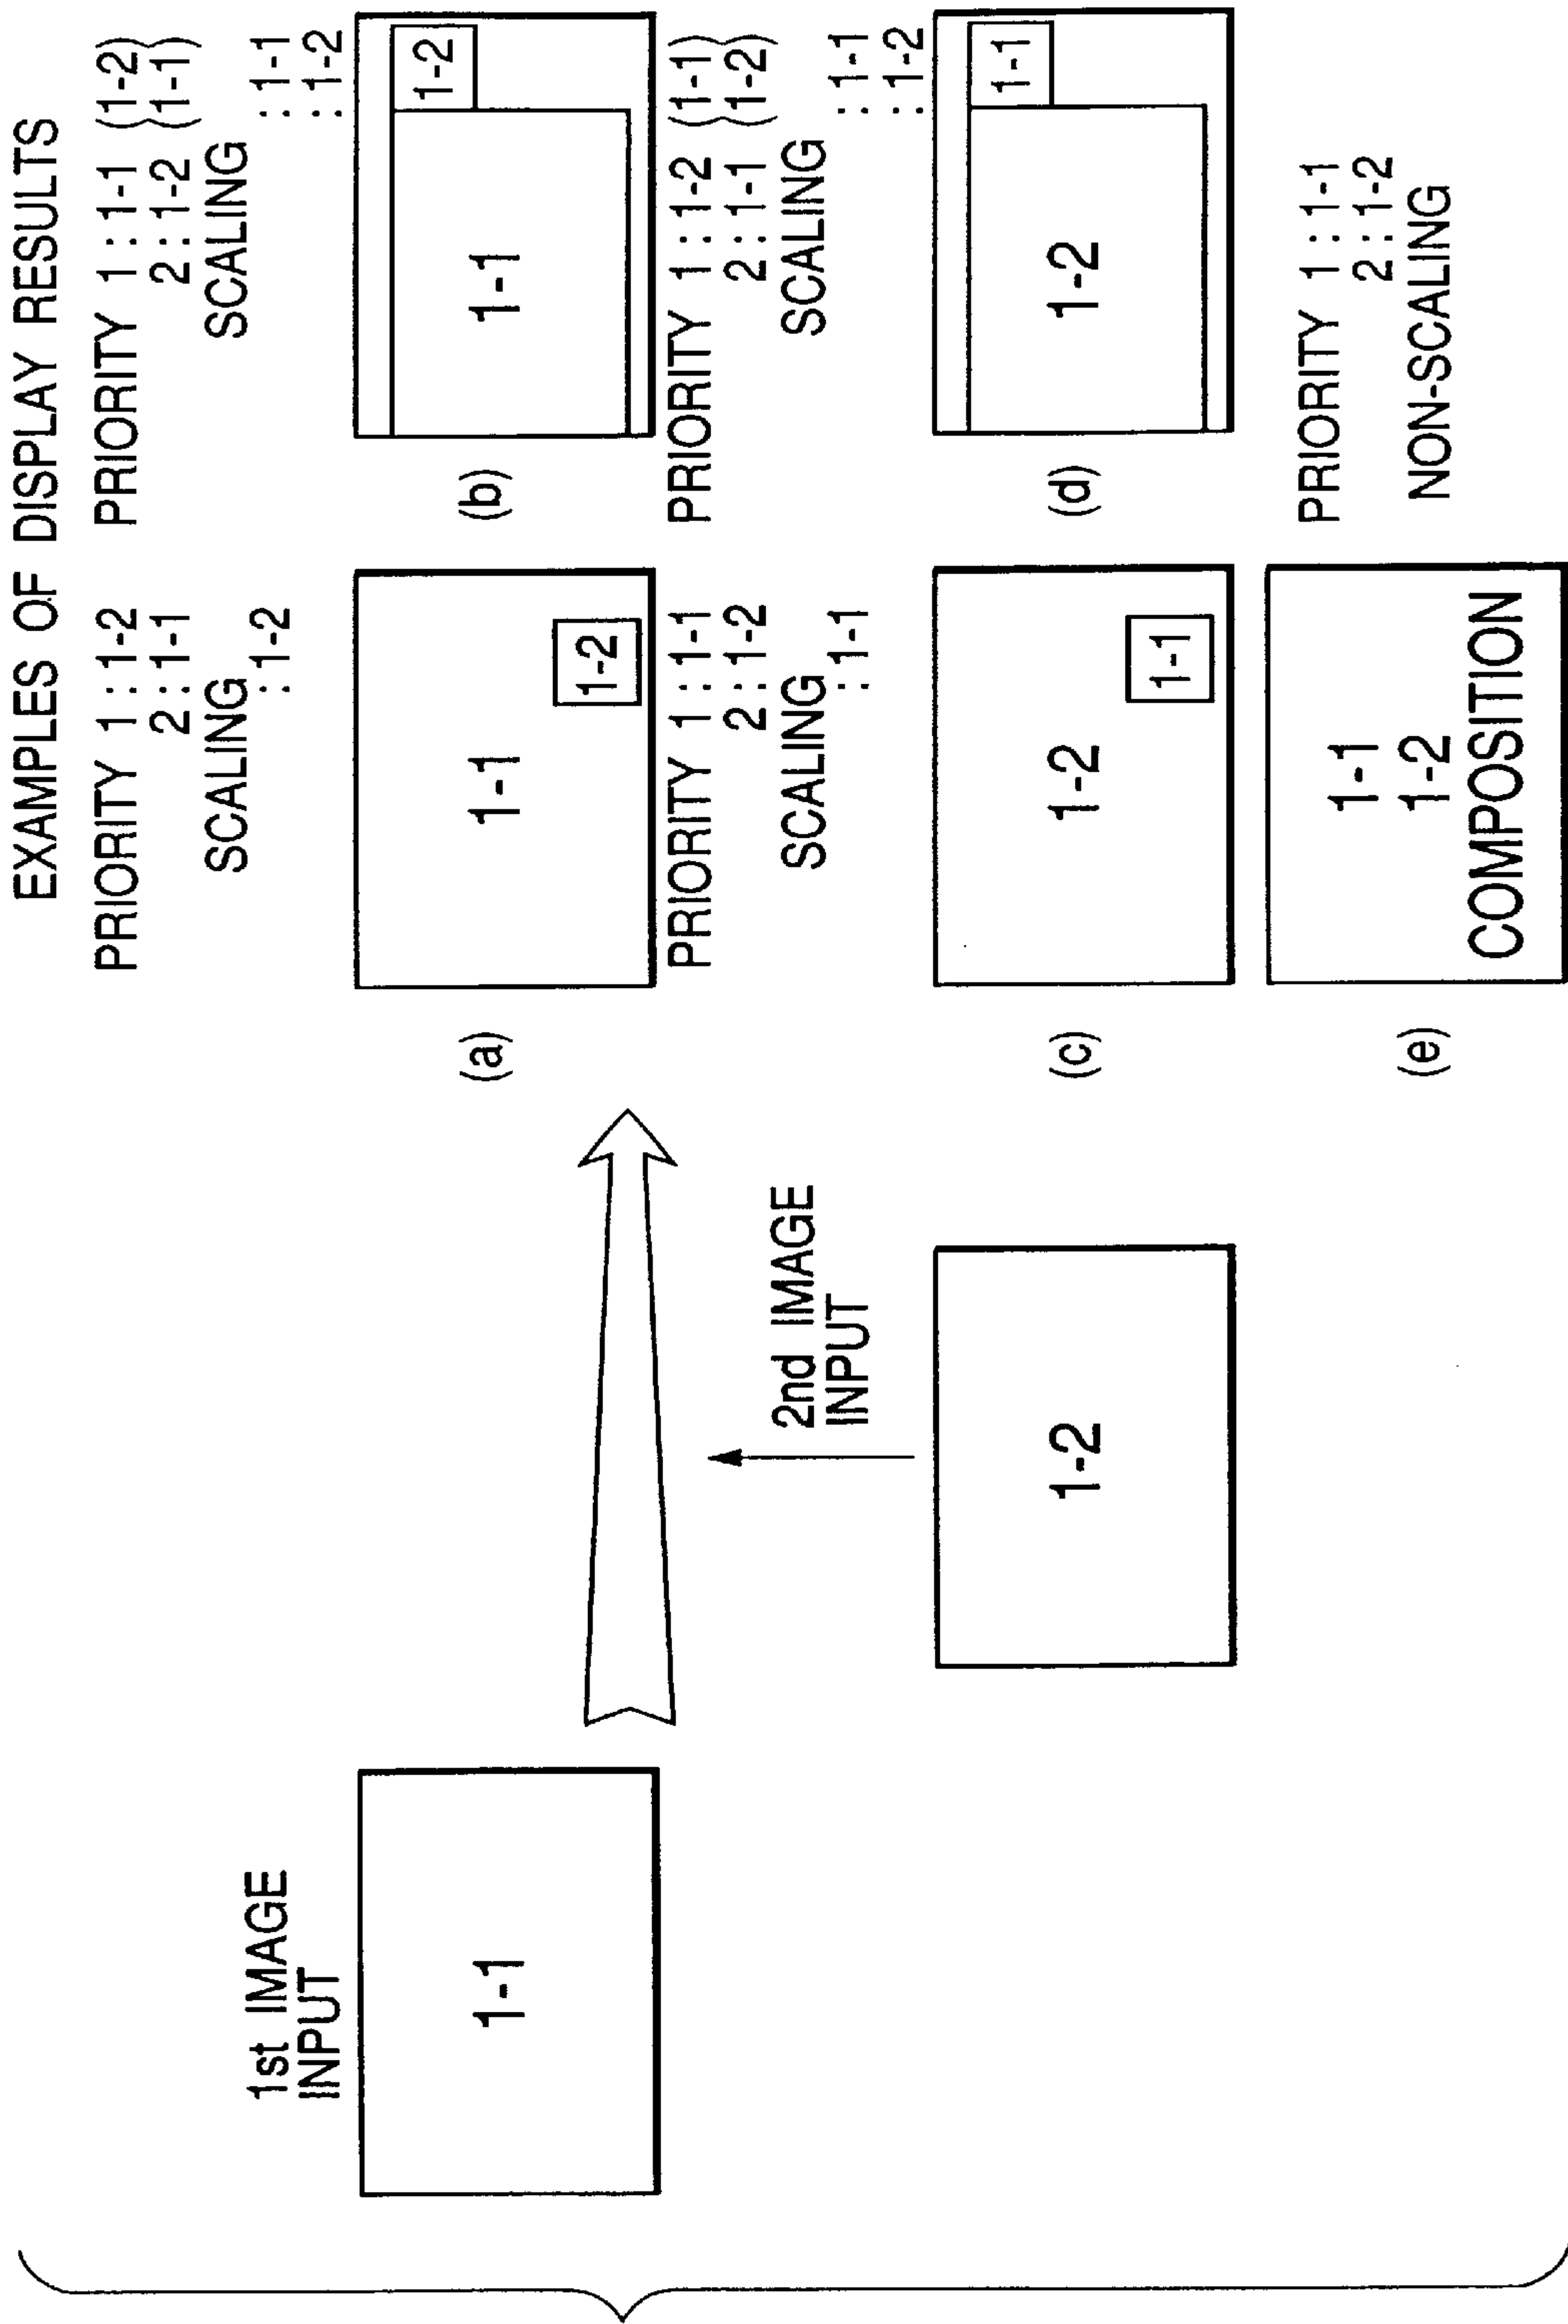 EXAMPLES OF DISPLAY RESULTS
1st IMAGE
INPUT
1-1
2nd IMAGE
INPUT
1-2
PRIORITY 1 : 1-2
2 : 1-1
SCALING
: 1-2
(a)
1-1
1-2
PRIORITY 1 : 1-1 (1-2)
2 : 1-2 (1-1)
SCALING
: 1-1
: 1-2
(b)
1-1
1-2
PRIORITY 1 : 1-1
2 : 1-2
SCALING
: 1-1
(c)
1-2
1-1
PRIORITY 1 : 1-2 (1-1)
2 : 1-1 (1-2)
SCALING
: 1-1
: 1-2
(d)
1-2
1-1
(e)
1-1
1-2
COMPOSITION
PRIORITY 1 : 1-1
2 : 1-2
NON-SCALING